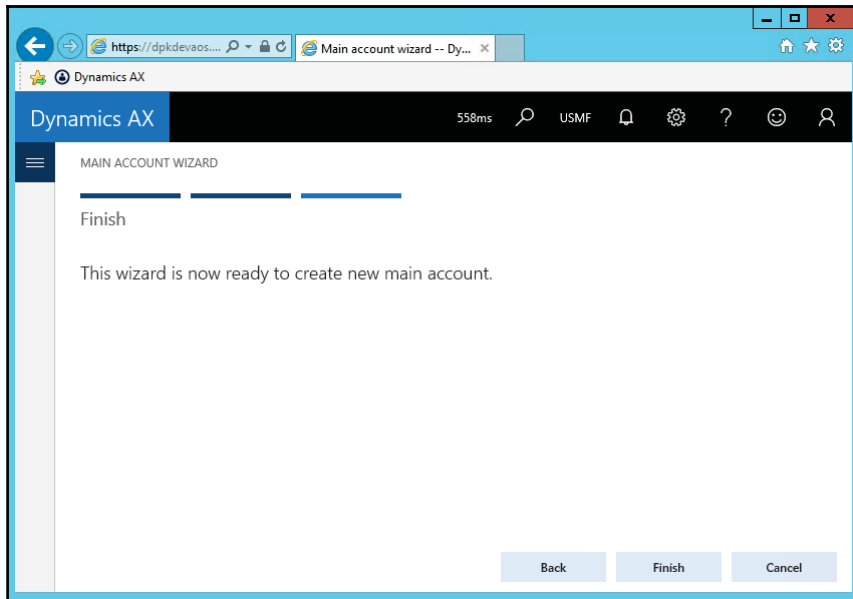 https://dpkdevaos....
Main account wizard -- Dy...
Dynamics AX
Dynamics AX
558ms
USMF
?
MAIN ACCOUNT WIZARD
Finish
This wizard is now ready to create new main account.
Back
Finish
Cancel